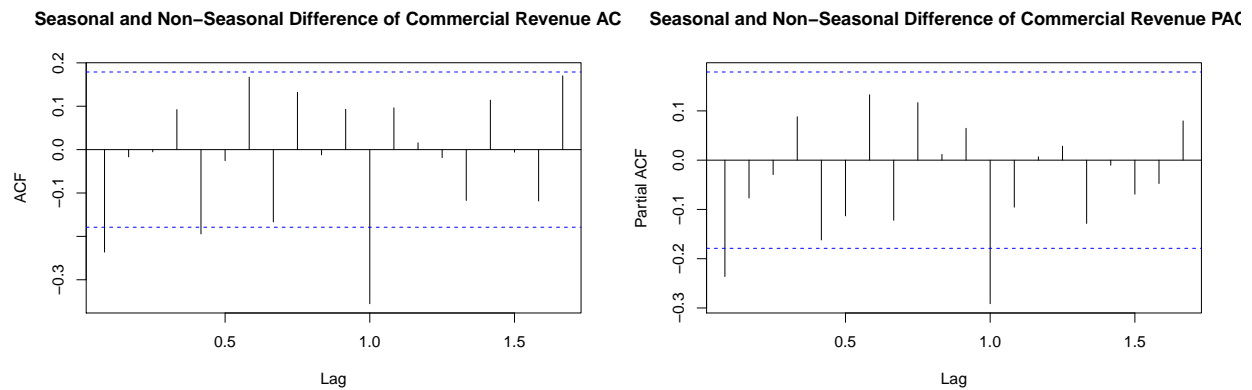 Seasonal and Non−Seasonal Difference of Commercial Revenue AC
ACF
0.2
0.1
0.0
−0.1
−0.3
0.5 1.0 1.5
Lag
Seasonal and Non−Seasonal Difference of Commercial Revenue PAC
Partial ACF
0.1
0.0
−0.1
−0.2
−0.3
0.5 1.0 1.5
Lag